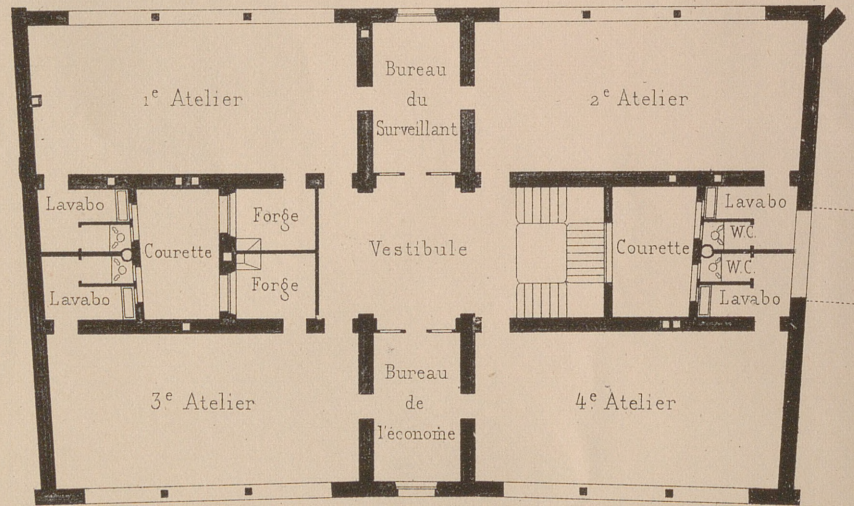 1e Atelier
Bureau
du
Surveillant
2e Atelier
Lavabo
Courette
Forge
Forge
Lavabo
Vestibule
Courette
Lavabo
W.C.
W.C.
Lavabo
3e. Atelier
Bureau
de
l'économe
4e. Atelier